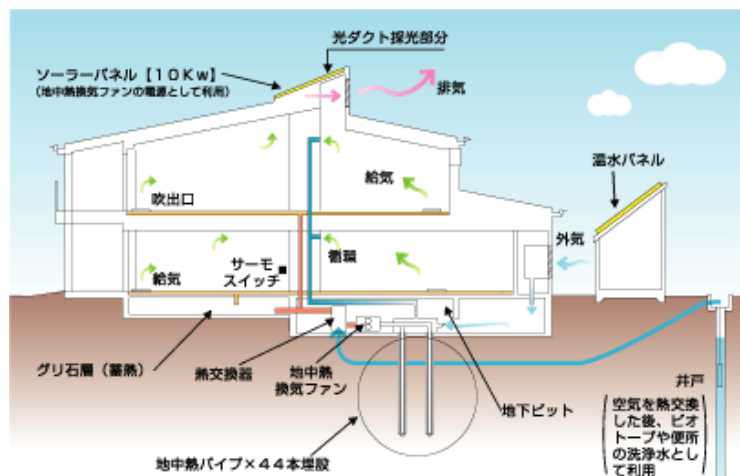 光ダクト採光部分
ソーラーパネル【10Kw】
(地中熱換気ファンの電源として利用)
排気
温水パネル
給気
吹出口
外気
循環
サーモ
スイッチ
給気
グリ石層(蓄熱)
熱交換器
地中熱
換気ファン
地下ピット
井戸
地中熱パイプ×44本埋設
(空気を熱交換
した後、ビオ
トープや便所
の洗浄水とし
て利用)